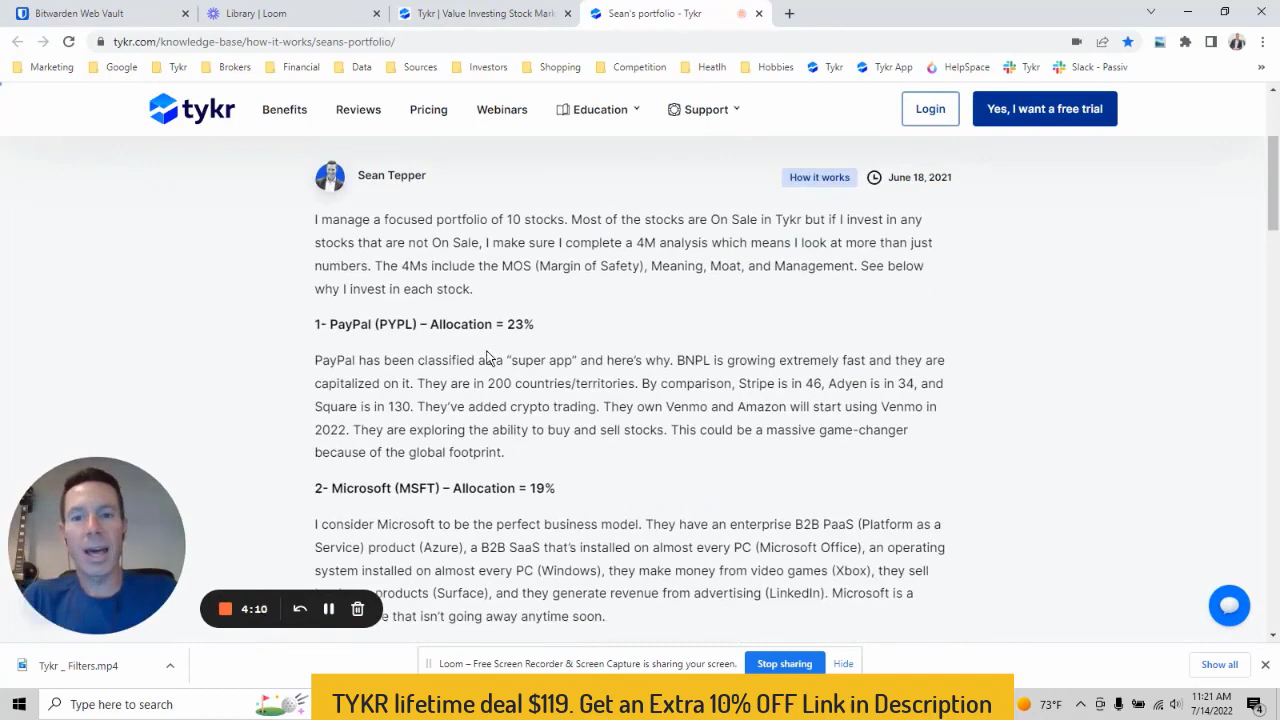 Bitwarden Web Vault
Library | Loom
Tykr | Value Investing Stock Mark
Sean's portfolio - Tykr
tykr.com/knowledge-base/how-it-works/seans-portfolio/
Marketing
Google
Tykr
Brokers
Financial
Data
Sources
Investors
Shopping
Competition
Heatlh
Hobbies
Tykr
Tykr App
HelpSpace
Tykr
Slack - Passiv
»
tykr
Benefits
Reviews
Pricing
Webinars
Education
Support
Login
Yes, I want a free trial
Sean Tepper
How it works
June 18, 2021
I manage a focused portfolio of 10 stocks. Most of the stocks are On Sale in Tykr but if I invest in any
stocks that are not On Sale, I make sure I complete a 4M analysis which means I look at more than just
numbers. The 4Ms include the MOS (Margin of Safety), Meaning, Moat, and Management. See below
why I invest in each stock.
1- PayPal (PYPL) – Allocation = 23%
PayPal has been classified a a “super app” and here’s why. BNPL is growing extremely fast and they are
capitalized on it. They are in 200 countries/territories. By comparison, Stripe is in 46, Adyen is in 34, and
Square is in 130. They’ve added crypto trading. They own Venmo and Amazon will start using Venmo in
2022. They are exploring the ability to buy and sell stocks. This could be a massive game-changer
because of the global footprint.
2- Microsoft (MSFT) – Allocation = 19%
I consider Microsoft to be the perfect business model. They have an enterprise B2B PaaS (Platform as a
Service) product (Azure), a B2B SaaS that’s installed on almost every PC (Microsoft Office), an operating
system installed on almost every PC (Windows), they make money from video games (Xbox), they sell
products (Surface), and they generate revenue from advertising (LinkedIn). Microsoft is a
that isn’t going away anytime soon.
4:10
Tykr _ Filters.mp4
Loom – Free Screen Recorder & Screen Capture is sharing your screen.
Stop sharing
Hide
Show all
Type here to search
TYKR lifetime deal $119. Get an Extra 10% OFF Link in Description
73°F
11:21 AM
7/14/2022
4